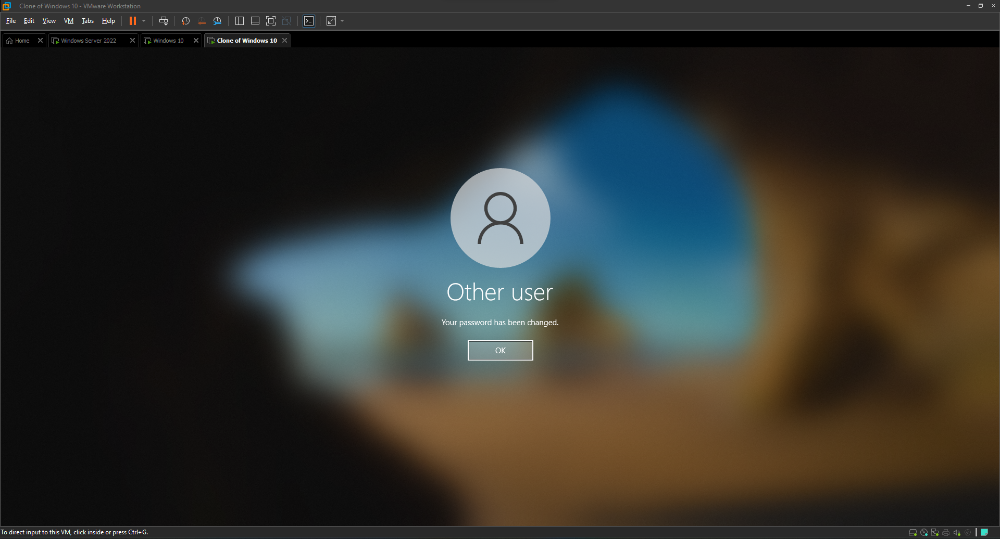 Clone of Windows 10 - VMware Workstation
File Edit View VM Tabs Help
Home Windows Server 2022 Windows 10 Clone of Windows 10
Other user
Your password has been changed.
OK
To direct input to this VM, click inside or press Ctrl+G.